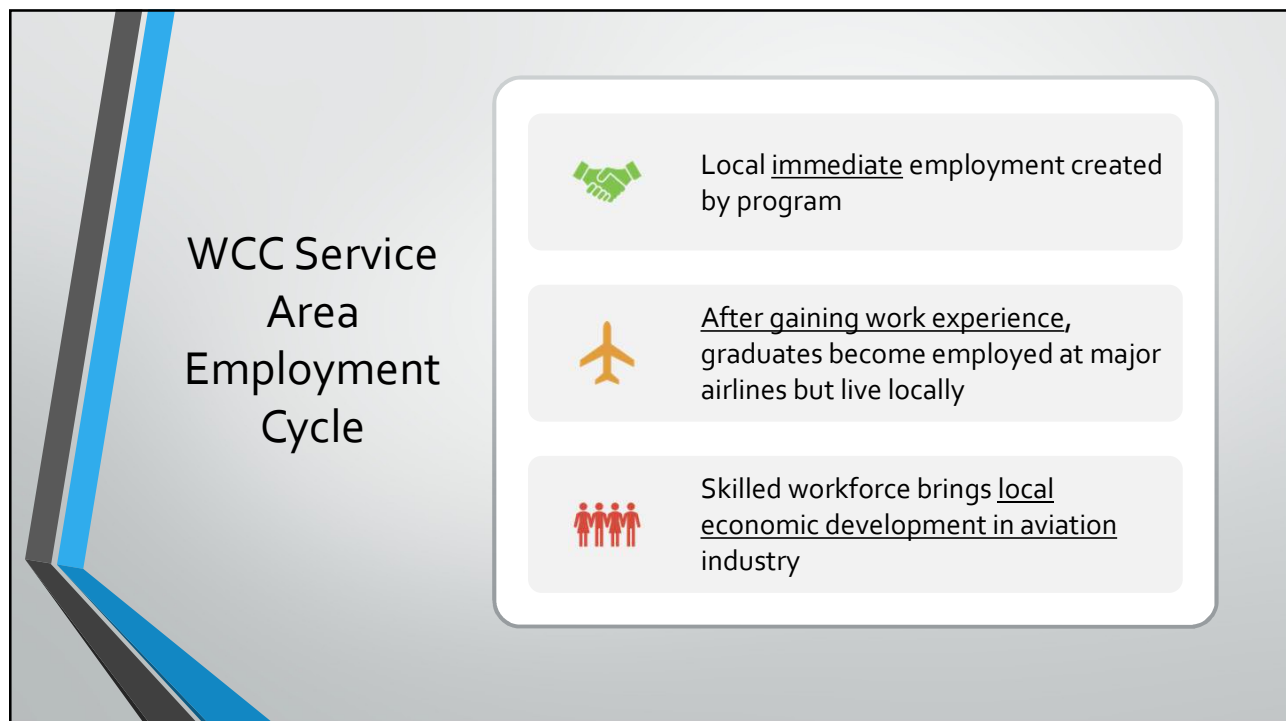 WCC Service
Area
Employment
Cycle
Local immediate employment created
by program
After gaining work experience,
graduates become employed at major
airlines but live locally
Skilled workforce brings local
economic development in aviation
industry